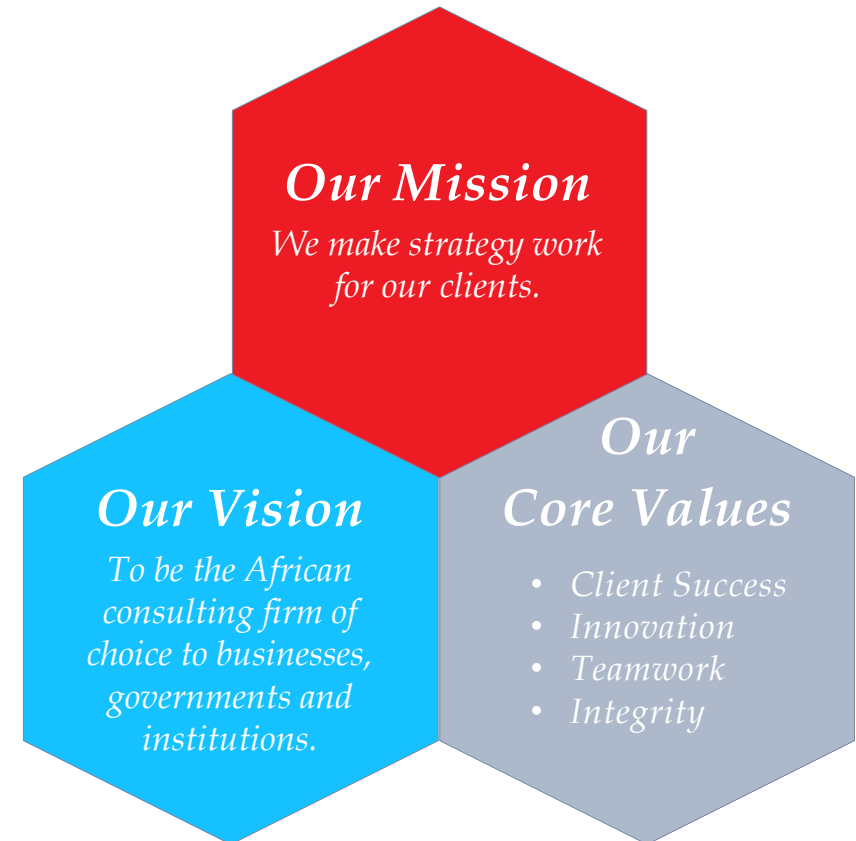 Our Mission
We make strategy work
for our clients.
Our Vision
To be the African
consulting firm of
choice to businesses,
governments and
institutions.
Our
Core Values
• Client Success
• Innovation
• Teamwork
• Integrity